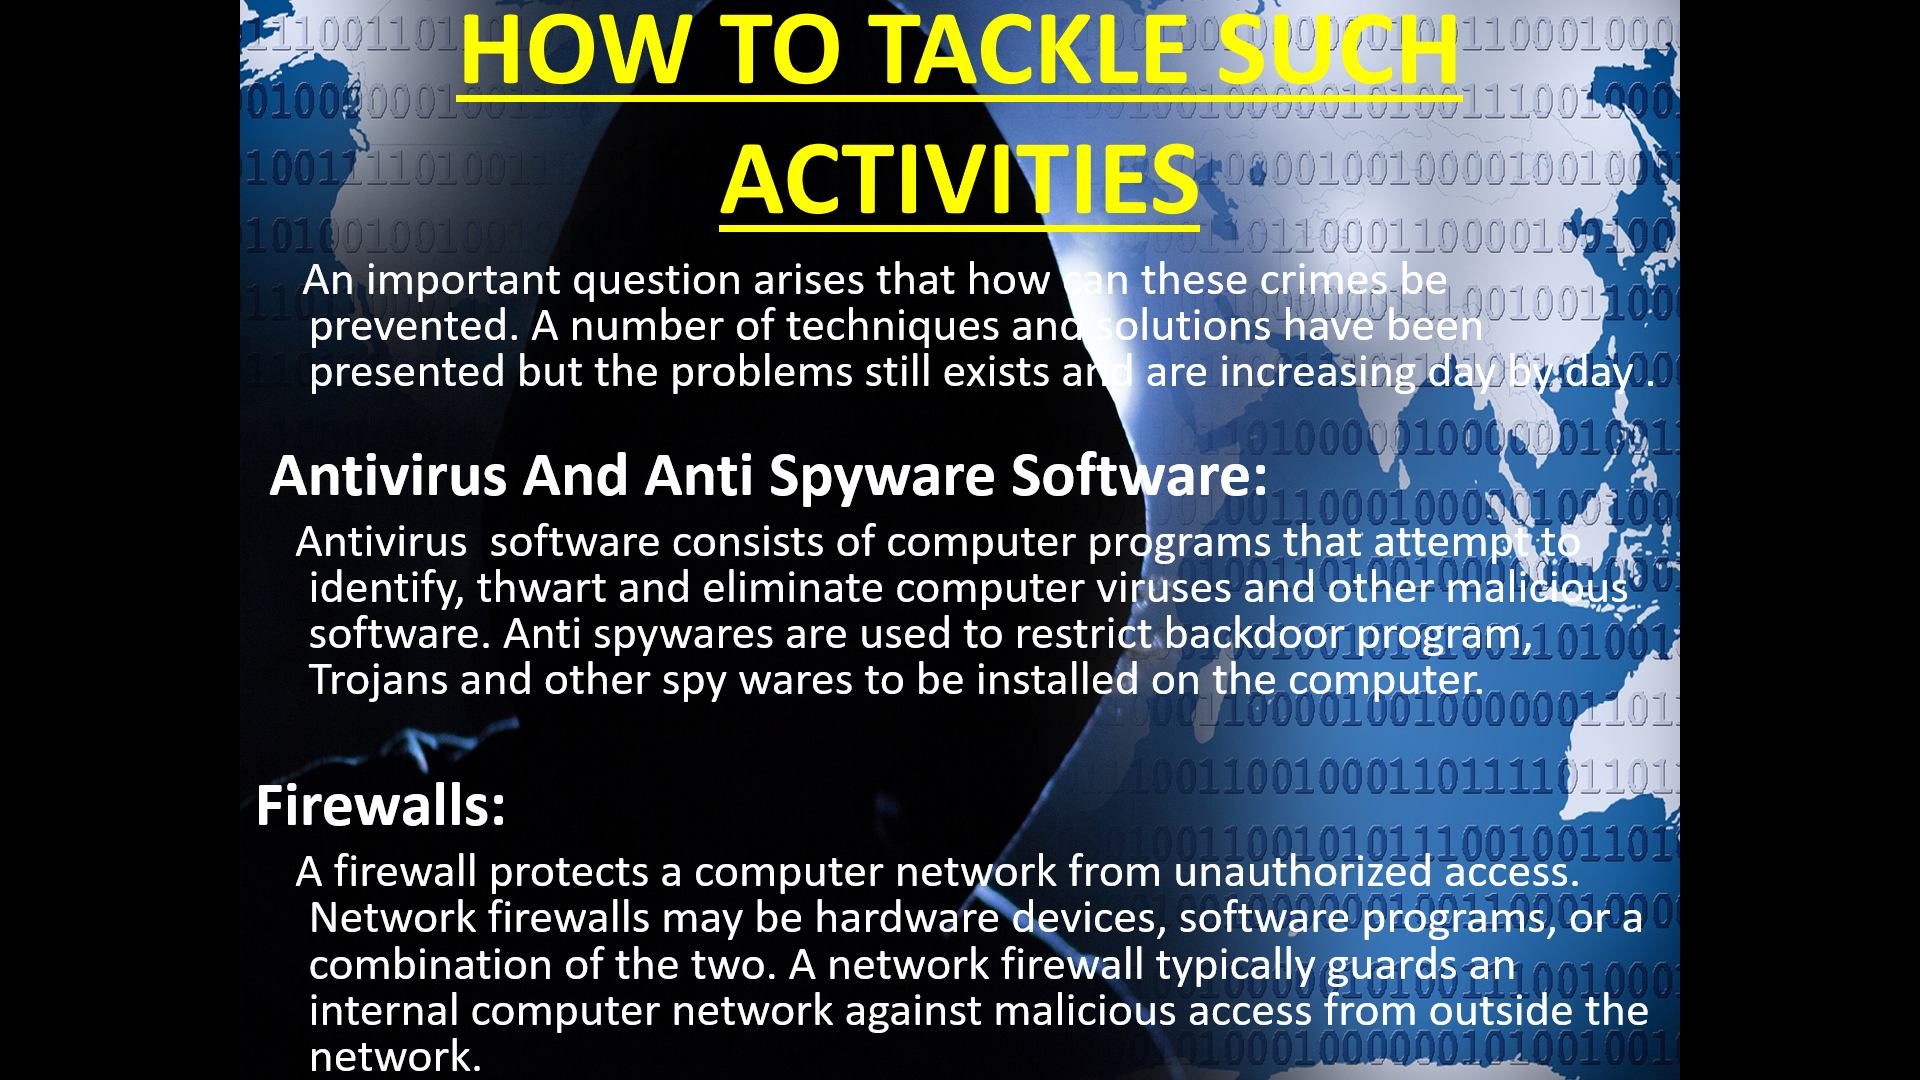 HOW TO TACKLE SUCH
ACTIVITIES
An important question arises that how can these crimes be
prevented. A number of techniques and solutions have been
presented but the problems still exists and are increasing day by day .
Antivirus And Anti Spyware Software:
Antivirus  software consists of computer programs that attempt to
identify, thwart and eliminate computer viruses and other malicious
software. Anti spywares are used to restrict backdoor program,
Trojans and other spy wares to be installed on the computer.
Firewalls:
A firewall protects a computer network from unauthorized access.
Network firewalls may be hardware devices, software programs, or a
combination of the two. A network firewall typically guards an
internal computer network against malicious access from outside the
network.